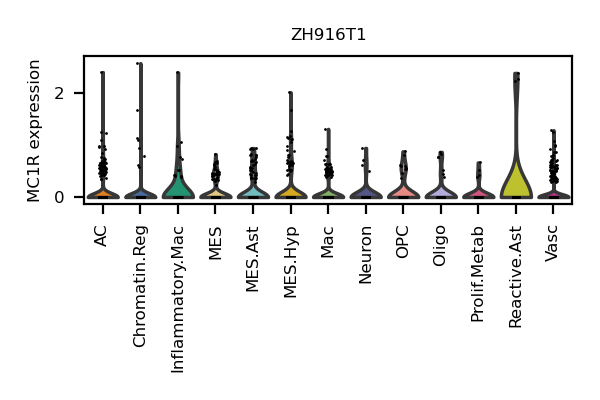 ZH916T1
MC1R expression
2
0
AC
Chromatin.Reg
Inflammatory.Mac
MES
MES.Ast
MES.Hyp
Mac
Neuron
OPC
Oligo
Prolif.Metab
Reactive.Ast
Vasc